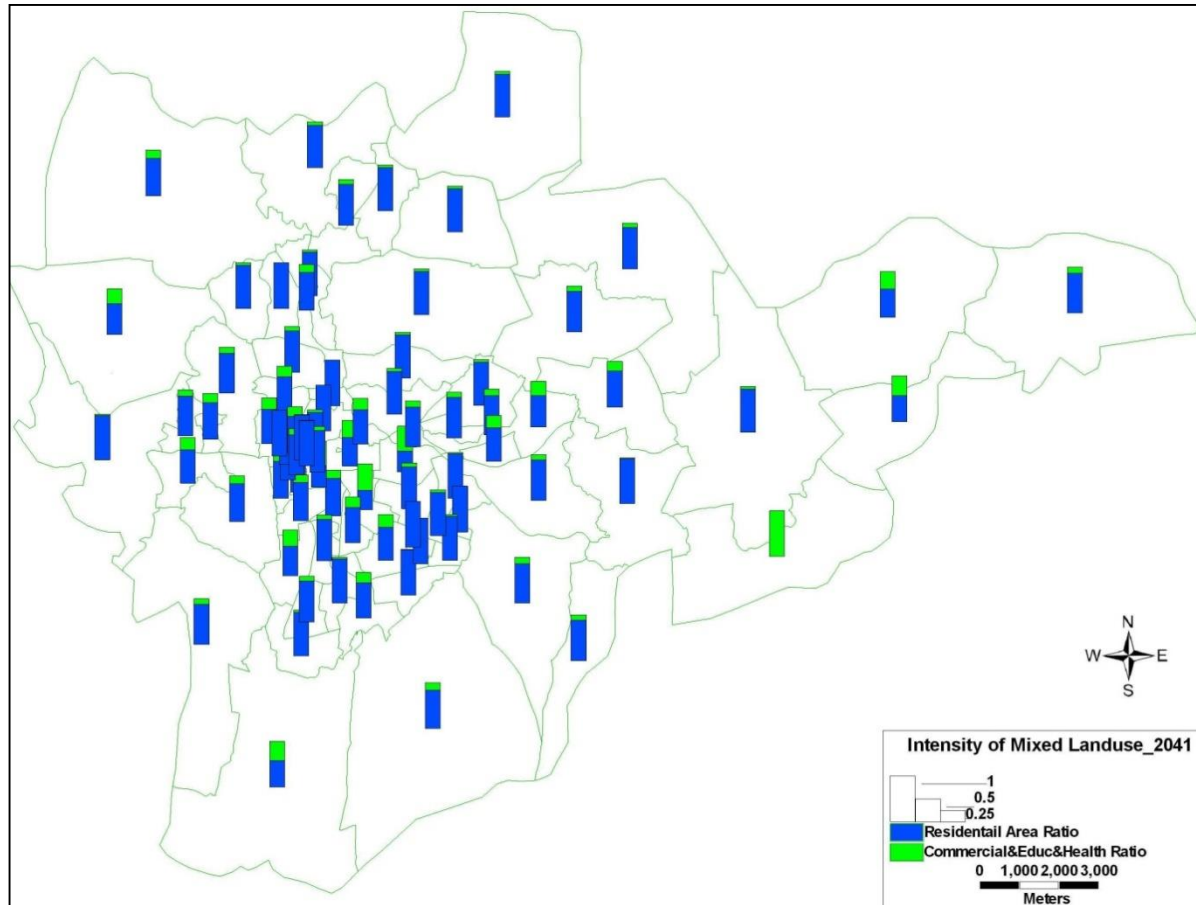 N
W E
S
Intensity of Mixed Landuse_2041
1
0.5
0.25
Residentail Area Ratio
Commercial&Educ&Health Ratio
0 1,000 2,000 3,000
Meters